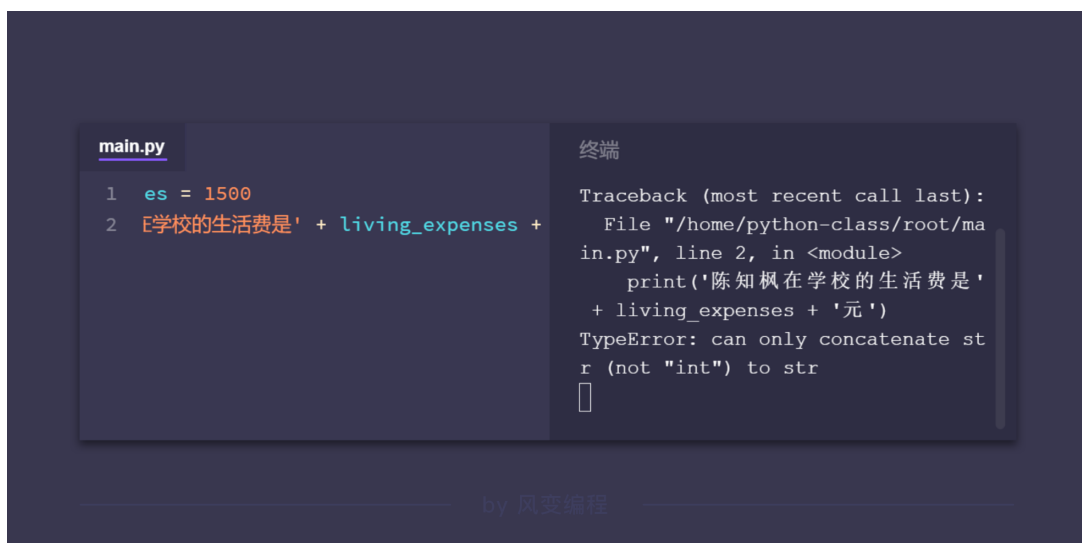 main.py
1 es = 1500
2 学校的生活费是' + living_expenses +
终端
Traceback (most recent call last):
File "/home/python-class/root/ma
in.py", line 2, in <module>
print('陈知枫在学校的生活费是'
+ living_expenses + '元')
TypeError: can only concatenate st
r (not "int") to str
by 风变编程